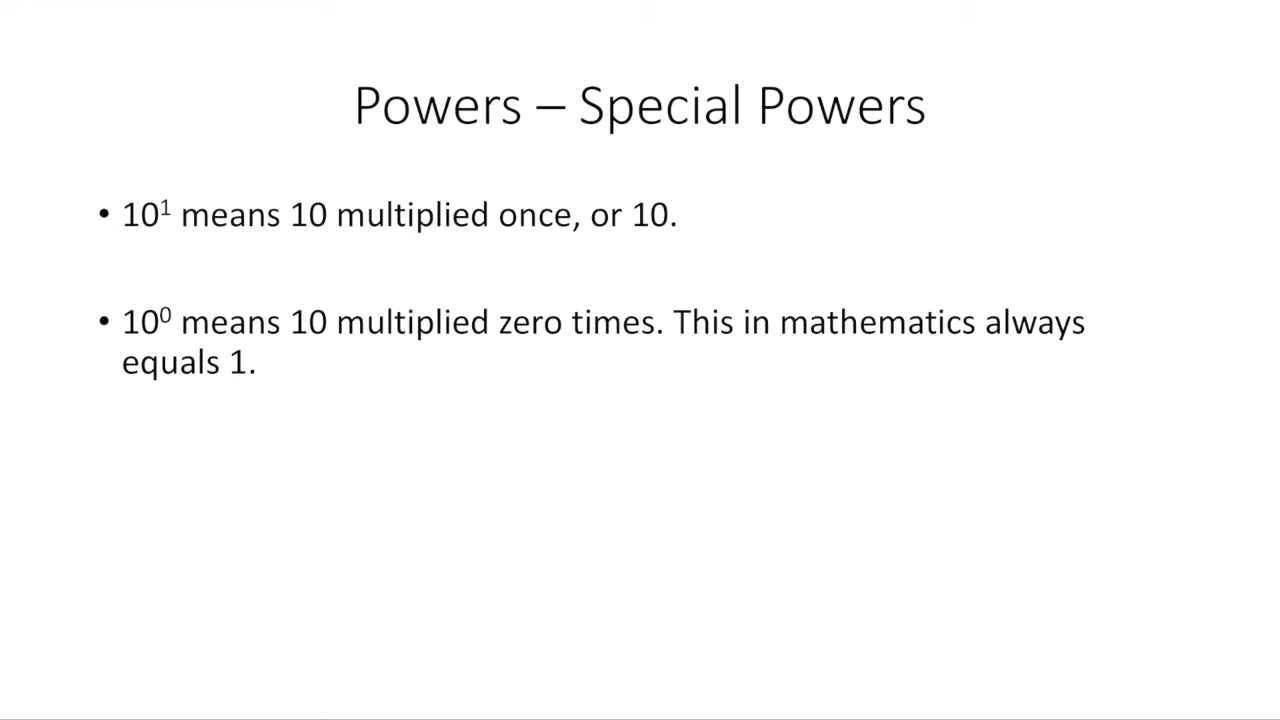 Powers – Special Powers
• 10¹ means 10 multiplied once, or 10.
• 10⁰ means 10 multiplied zero times. This in mathematics always
equals 1.